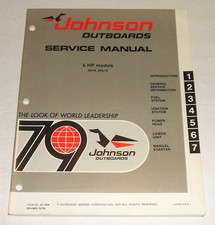 Johnson
OUTBOARDS
SERVICE MANUAL
6 HP models
INTRODUCTION
1
GENERAL
SERVICE
INFORMATION
2
FUEL
SYSTEM
3
IGNITION
SYSTEM
4
POWER
HEAD
5
LOWER
UNIT
6
MANUAL
STARTER
7
THE LOOK OF WORLD LEADERSHIP
79
Johnson
OUTBOARDS